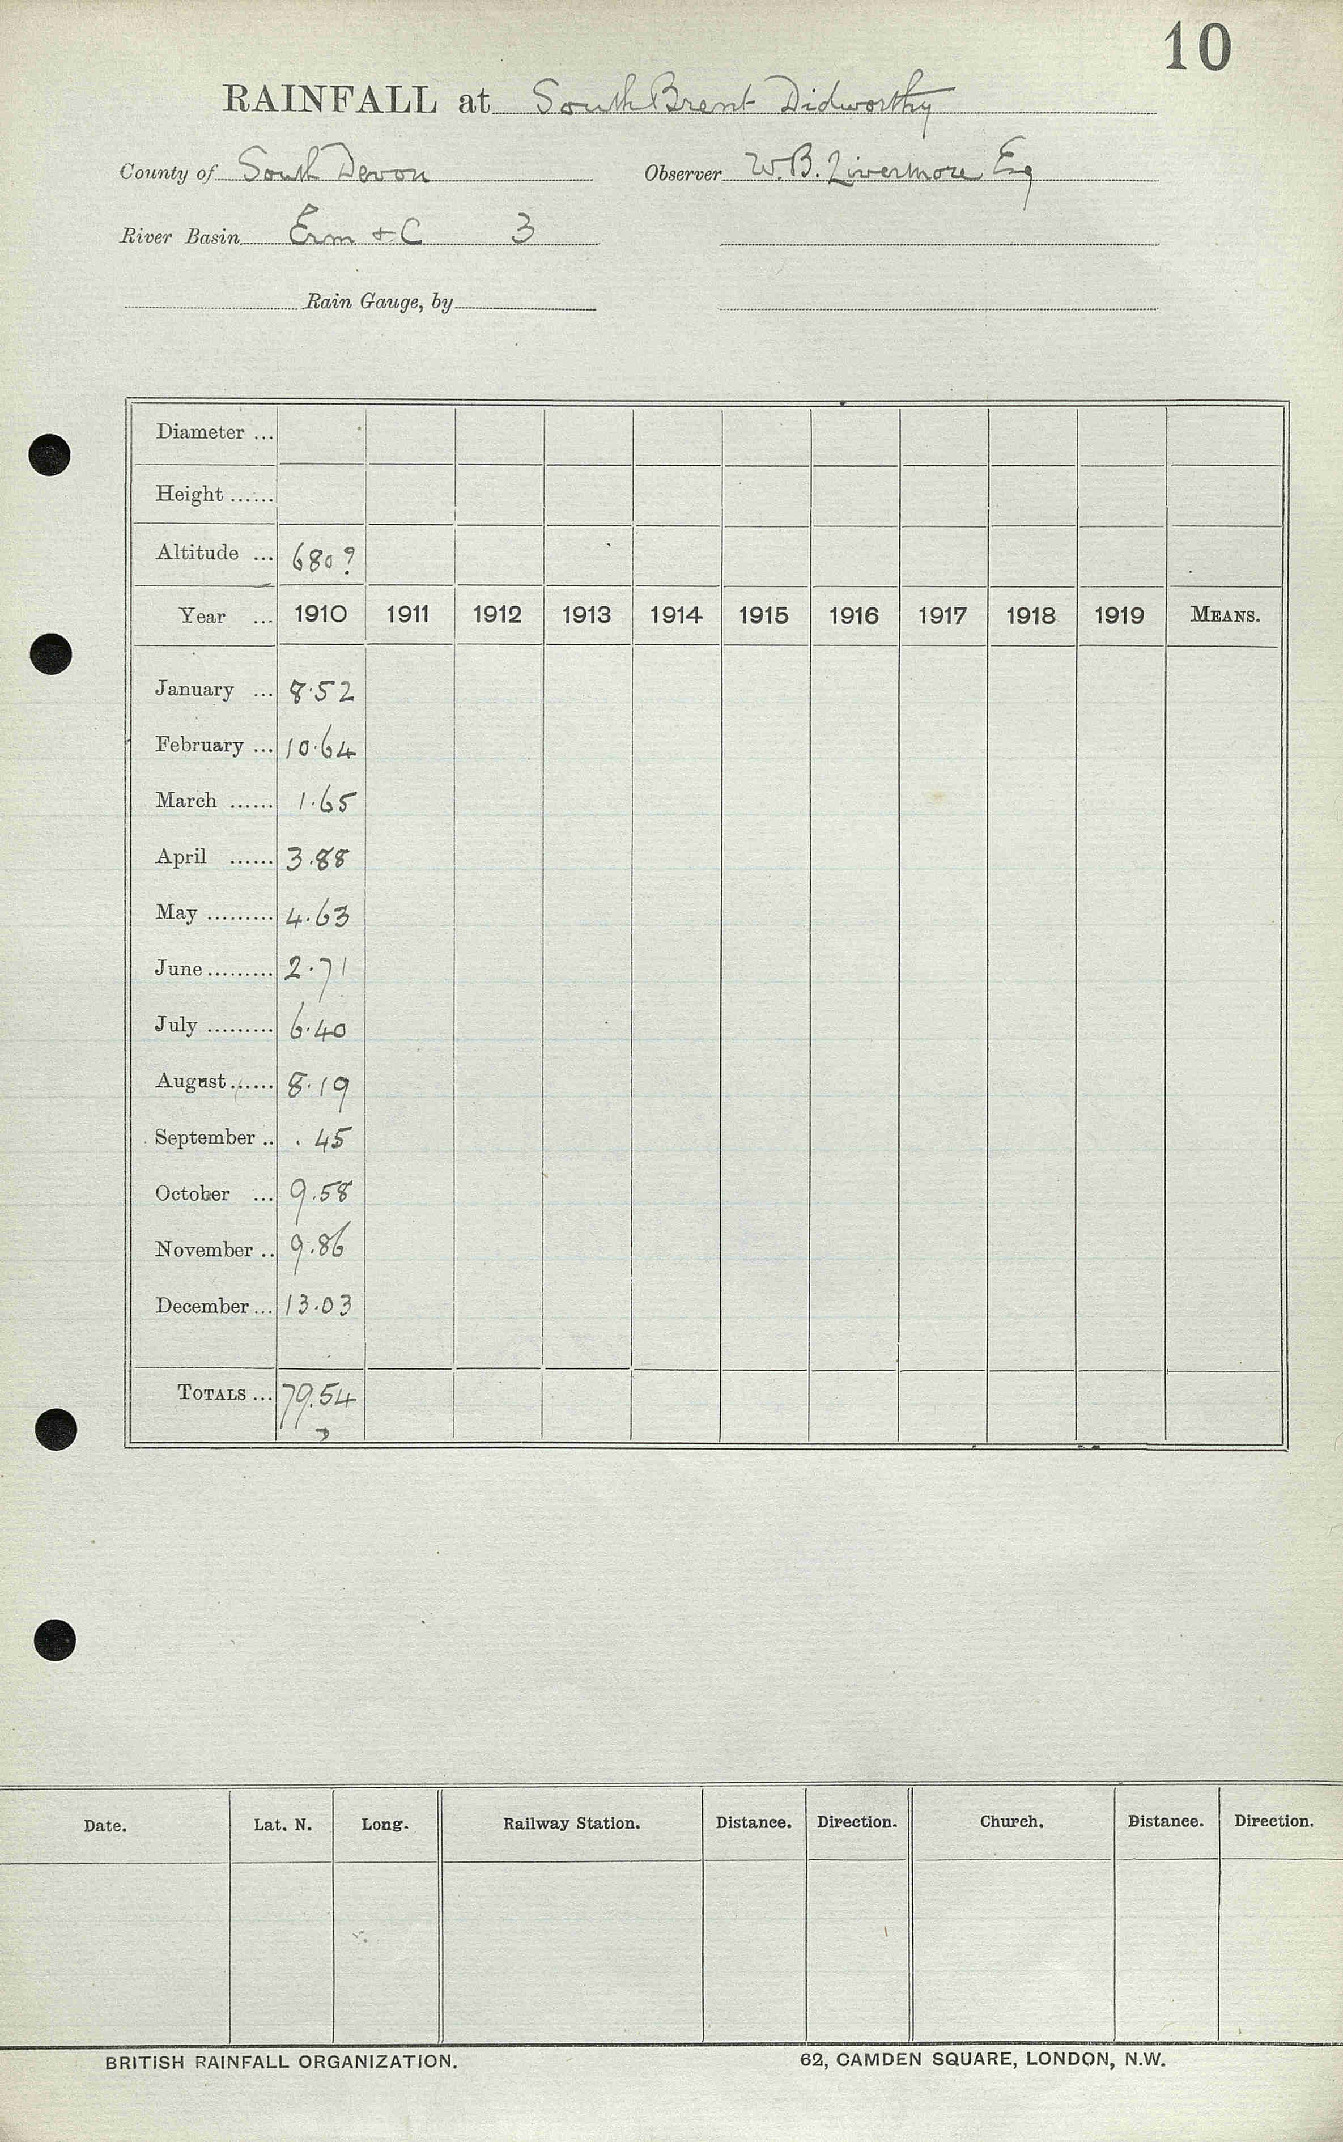 10
RAINFALL at South Brent Didworthy
County of South Devon Observer W. B. Livermore Esq
River Basin Erm + C 3
Rain Gauge, by
Diameter ...
Height ......
Altitude ... 680 ?
Year ... 1910 1911 1912 1913 1914 1915 1916 1917 1918 1919 MEANS.
January ... 8.52
February ... 10.64
March ...... 1.65
April ...... 3.88
May ......... 4.63
June ......... 2.71
July ......... 6.40
August ...... 8.19
September .. .45
October ... 9.58
November .. 9.86
December ... 13.03
TOTALS ... 79.54
Date. Lat. N. Long. Railway Station. Distance. Direction. Church. Distance. Direction.
BRITISH RAINFALL ORGANIZATION. 62, CAMDEN SQUARE, LONDON, N.W.